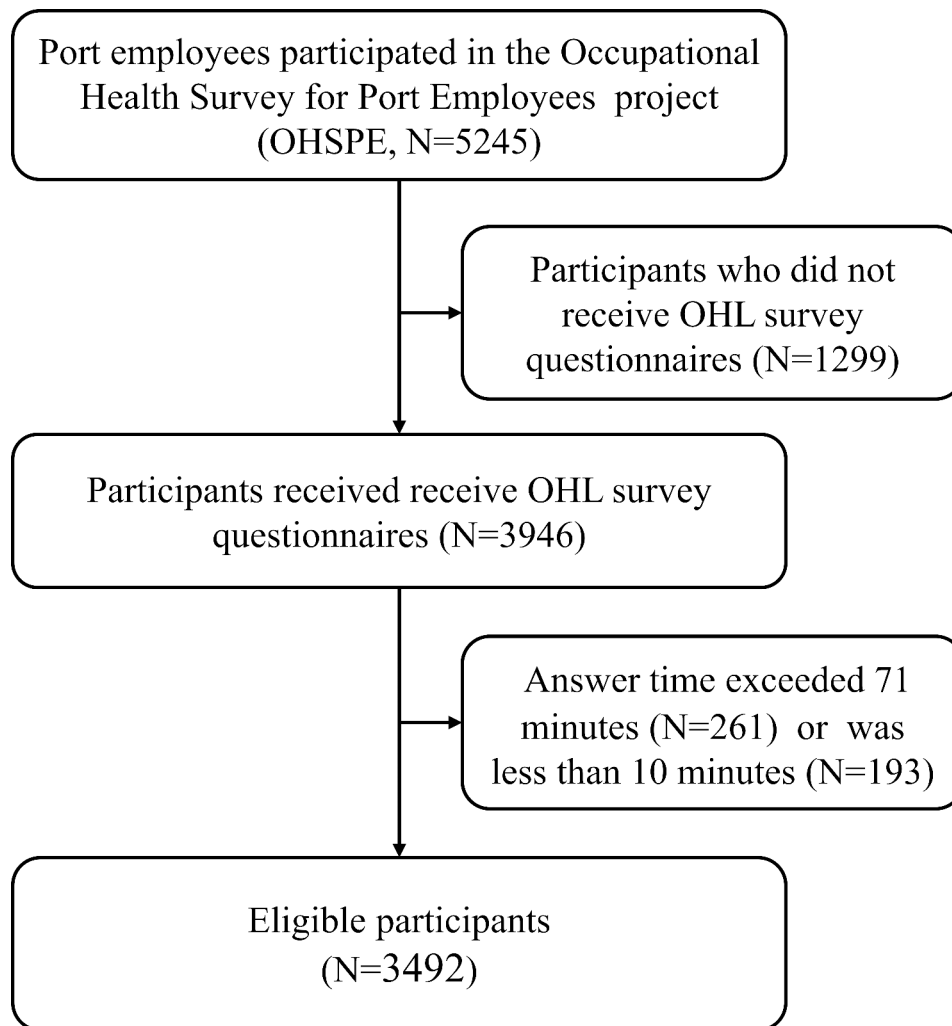 Port employees participated in the Occupational
Health Survey for Port Employees project
(OHSPE, N=5245)
Participants who did not
receive OHL survey
questionnaires (N=1299)
Participants received receive OHL survey
questionnaires (N=3946)
Answer time exceeded 71
minutes (N=261) or was
less than 10 minutes (N=193)
Eligible participants
(N=3492)